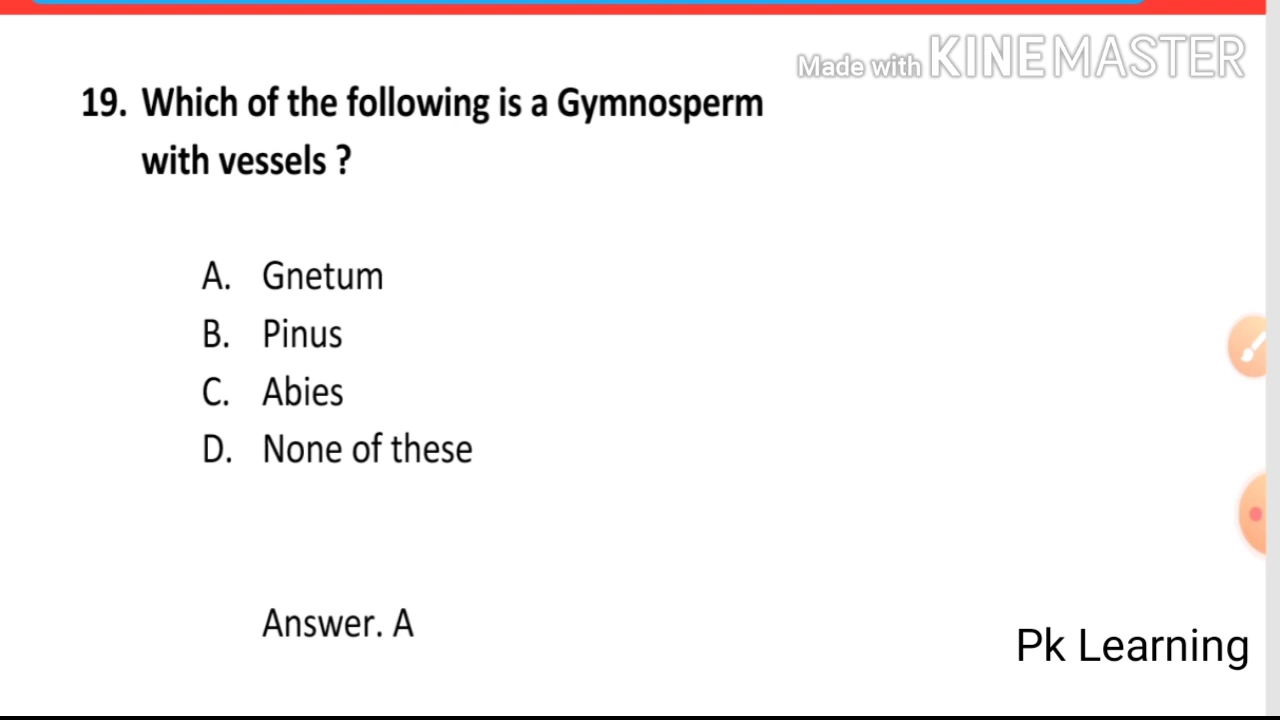 Made with KINEMASTER
19. Which of the following is a Gymnosperm
with vessels ?
A. Gnetum
B. Pinus
C. Abies
D. None of these
Answer. A
Pk Learning